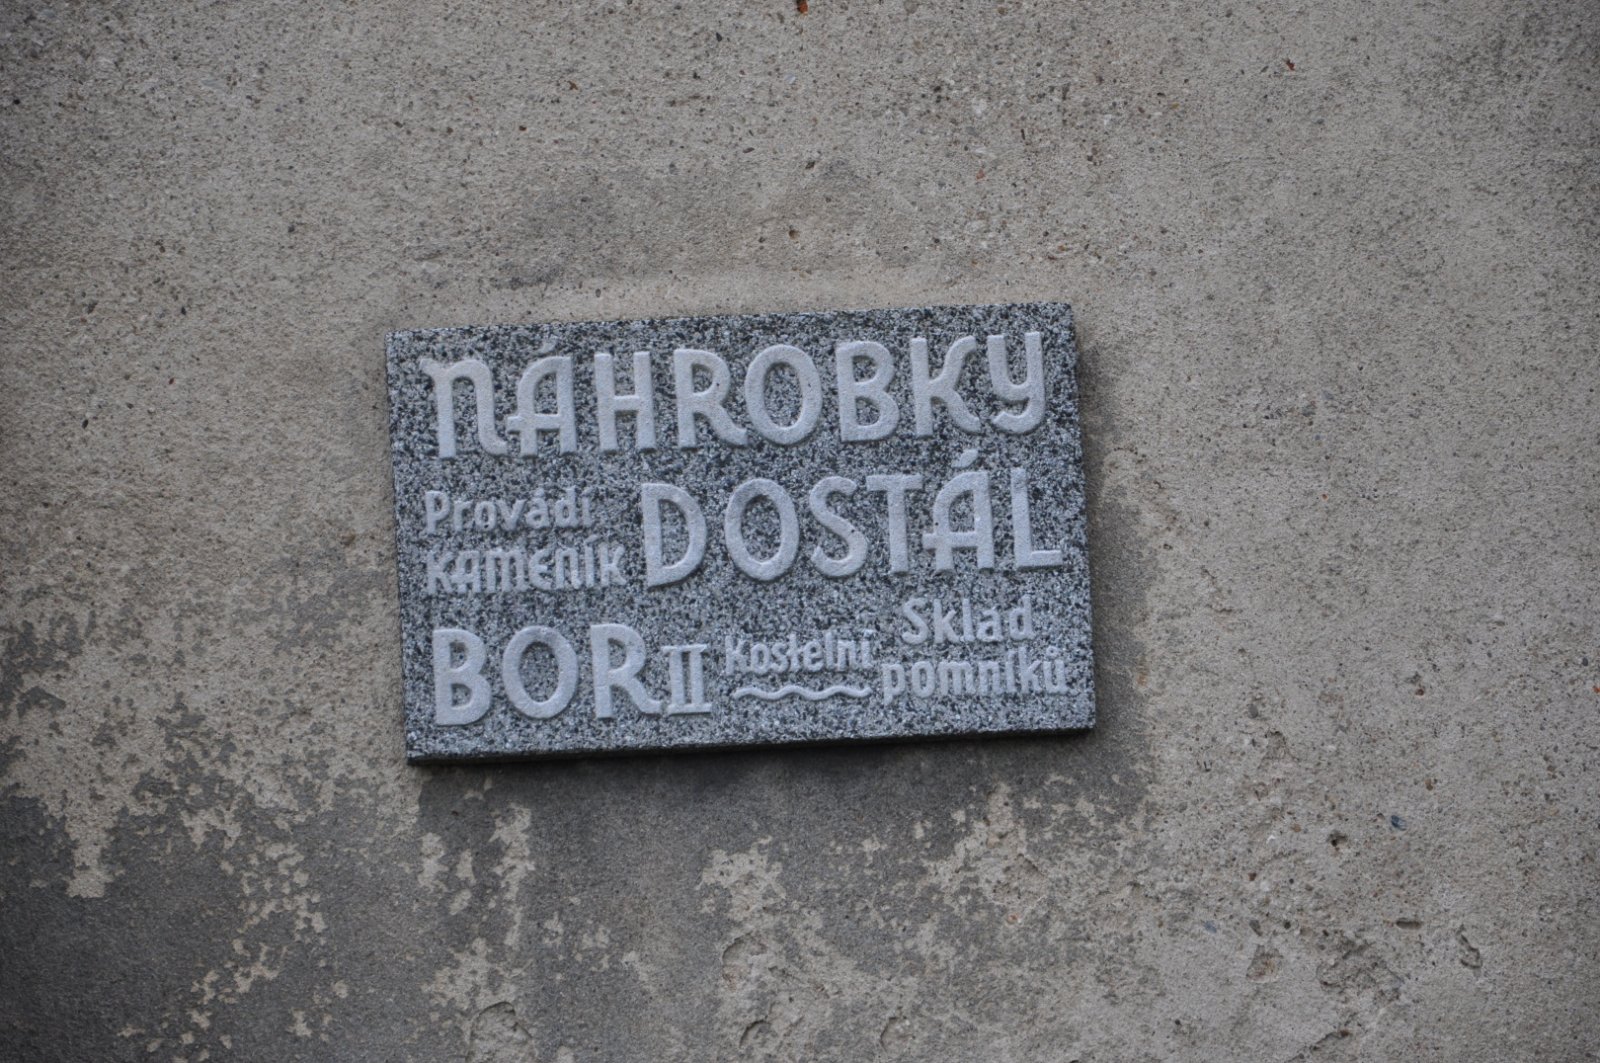 NÁHROBKY
Provádí
KAMENÍK DOSTÁL
BOR II Kostelní
Sklad
pomníků